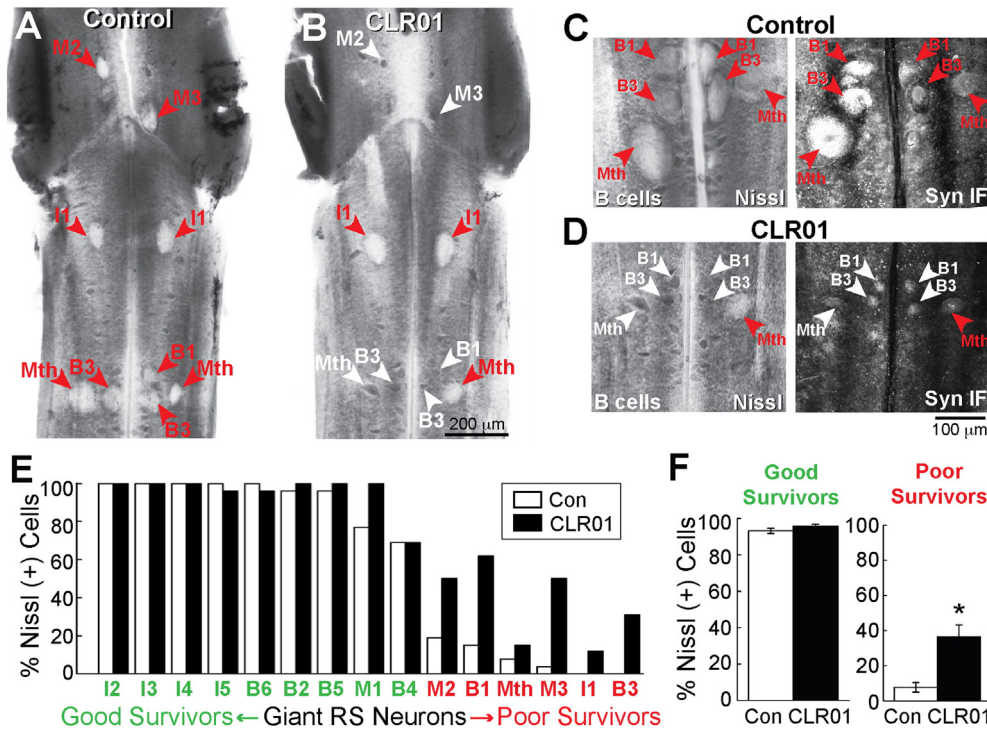 A
Control
M2
M3
I1
I1
Mth
B3
B1
Mth
B3
B
CLR01
M2
M3
I1
I1
Mth
B3
B1
Mth
B3
200 μm
C
Control
B1
B1
B3
B3
Mth
Mth
B cells
Nissl
B1
B1
B3
B3
Mth
Mth
Syn IF
D
CLR01
B1
B1
B3
B3
Mth
Mth
B cells
Nissl
B1
B1
B3
B3
Mth
Mth
Syn IF
100 μm
E
% Nissl (+) Cells
100
80
60
40
20
0
Con
CLR01
I2 I3 I4 I5 B6 B2 B5 M1 B4 M2 B1 Mth M3 I1 B3
Good Survivors ← Giant RS Neurons → Poor Survivors
F
Good
Survivors
% Nissl (+) Cells
100
80
60
40
20
0
Con CLR01
Poor
Survivors
% Nissl (+) Cells
100
80
60
40
20
0
*
Con CLR01